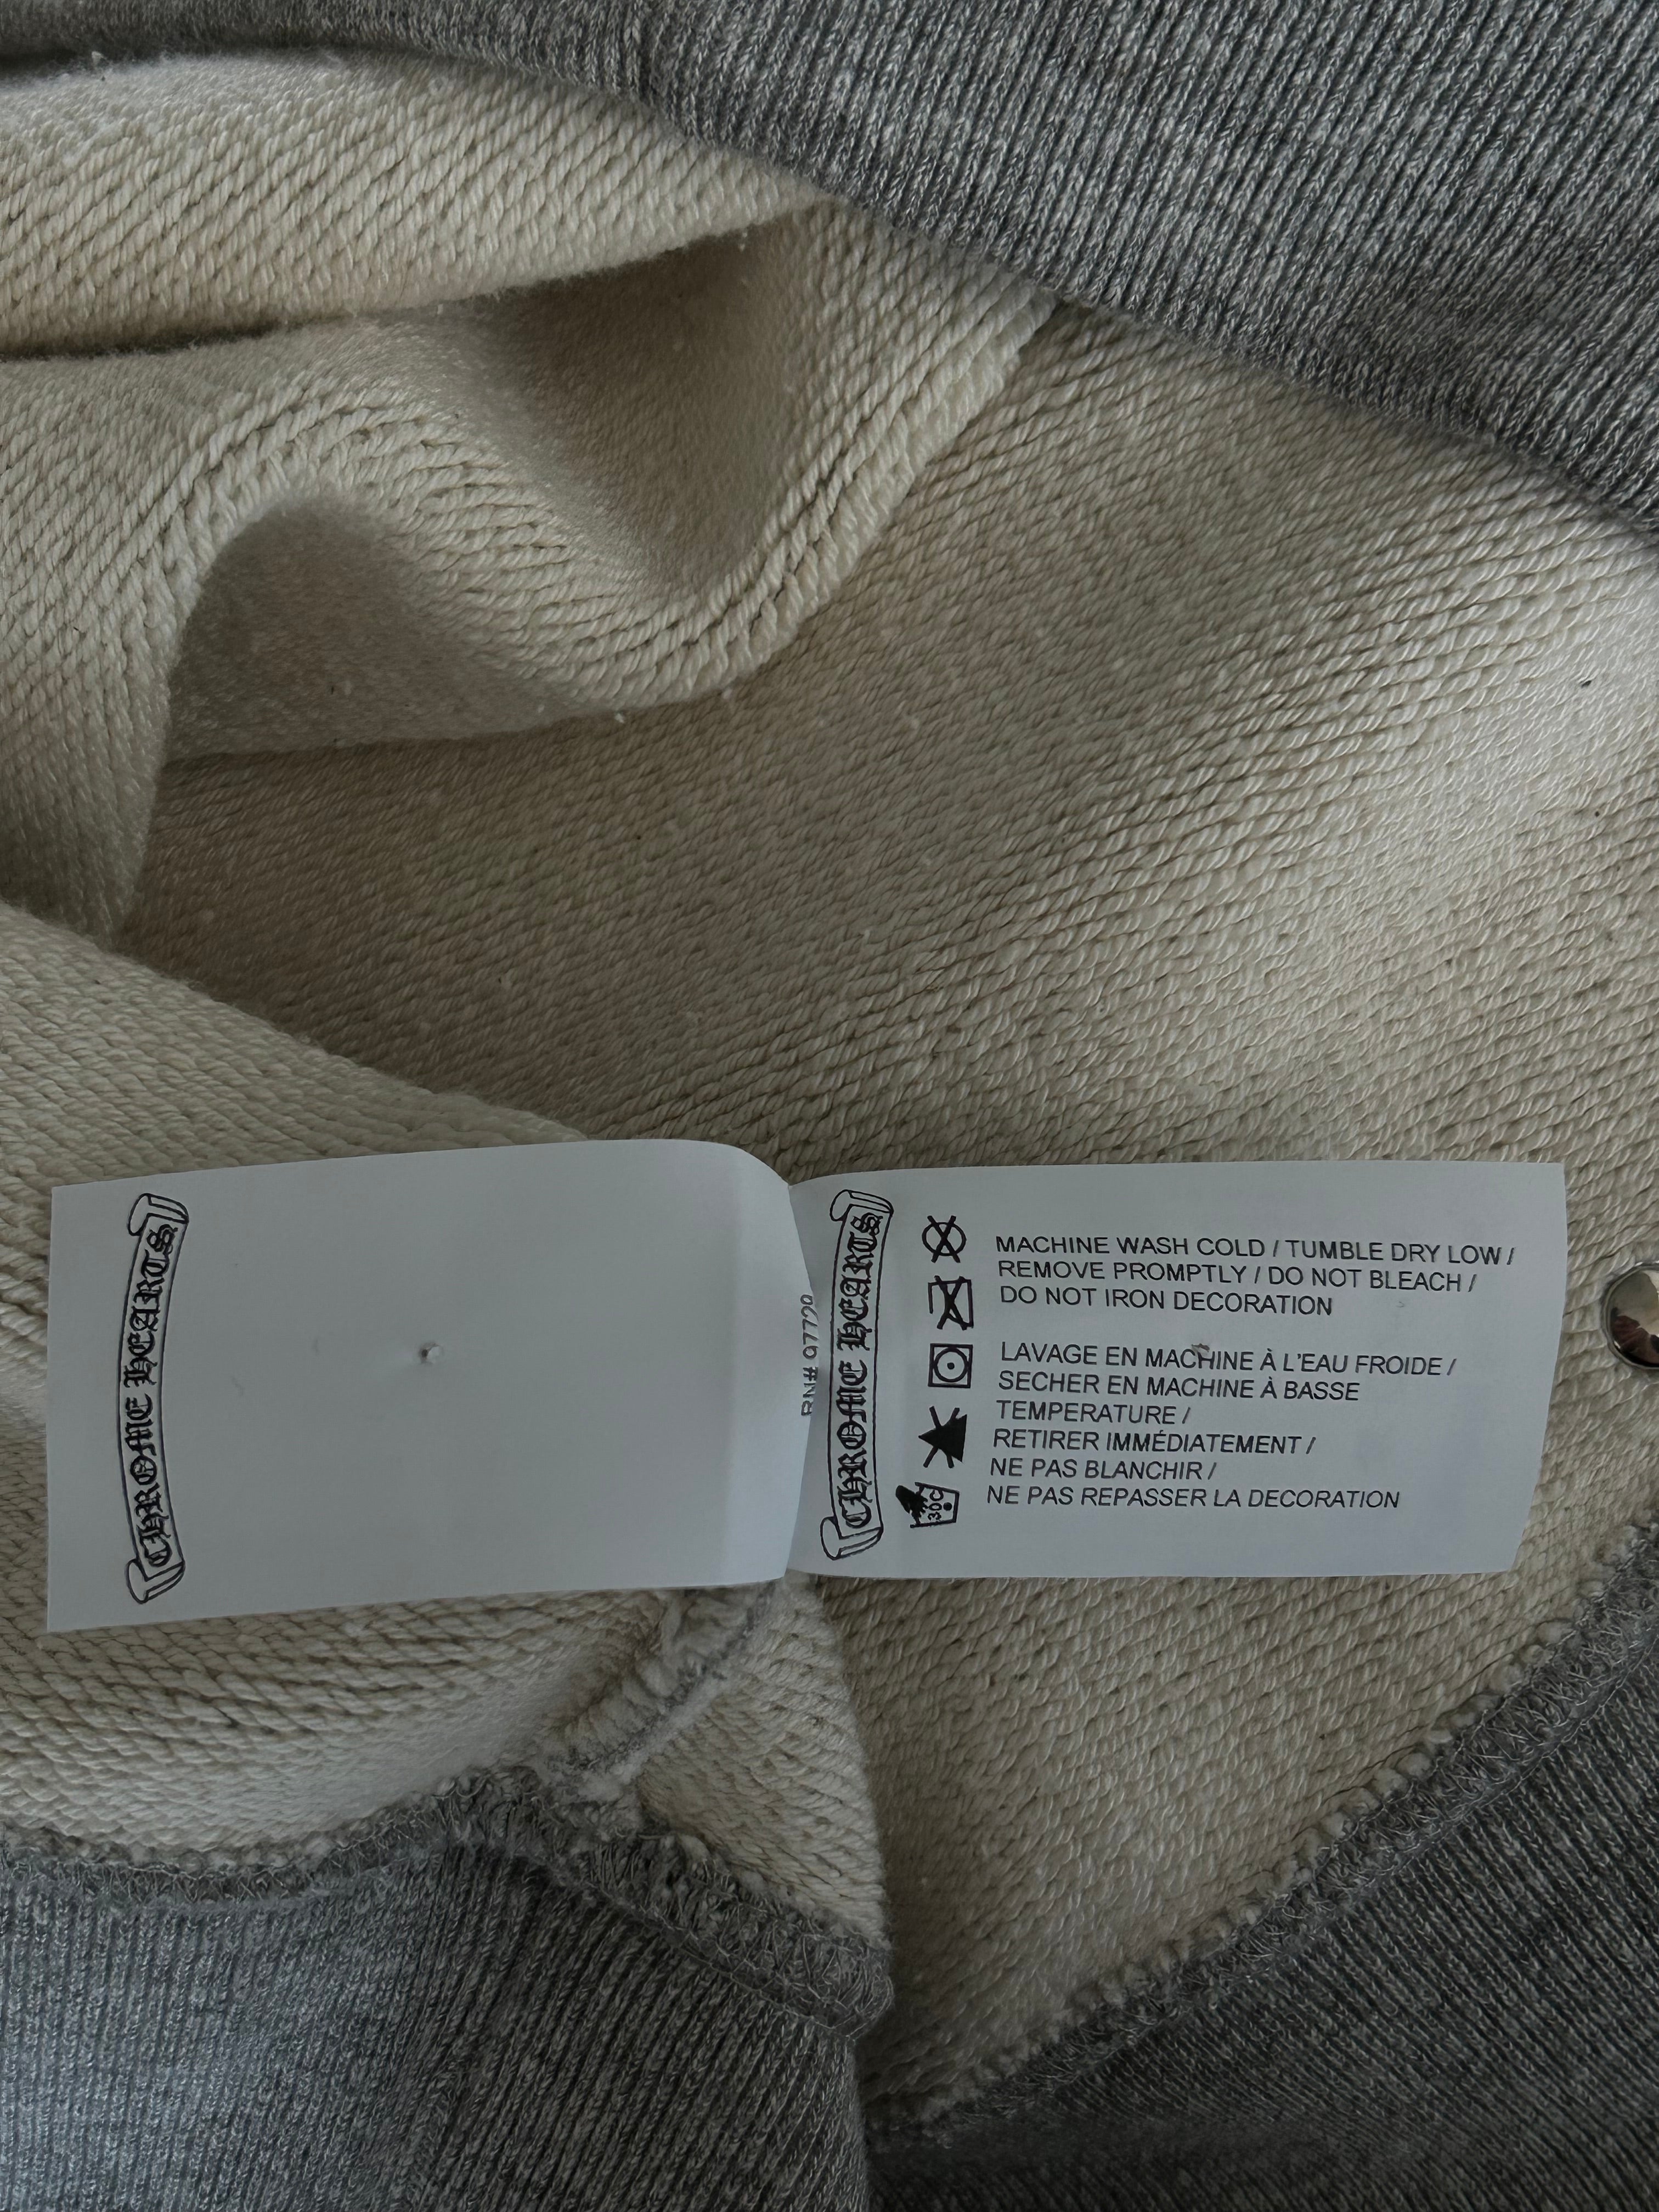 CHROME HEARTS
RN# 97720
CHROME HEARTS
MACHINE WASH COLD / TUMBLE DRY LOW /
REMOVE PROMPTLY / DO NOT BLEACH /
DO NOT IRON DECORATION
LAVAGE EN MACHINE À L'EAU FROIDE /
SECHER EN MACHINE À BASSE
TEMPERATURE /
RETIRER IMMÉDIATEMENT /
NE PAS BLANCHIR /
NE PAS REPASSER LA DECORATION
30C